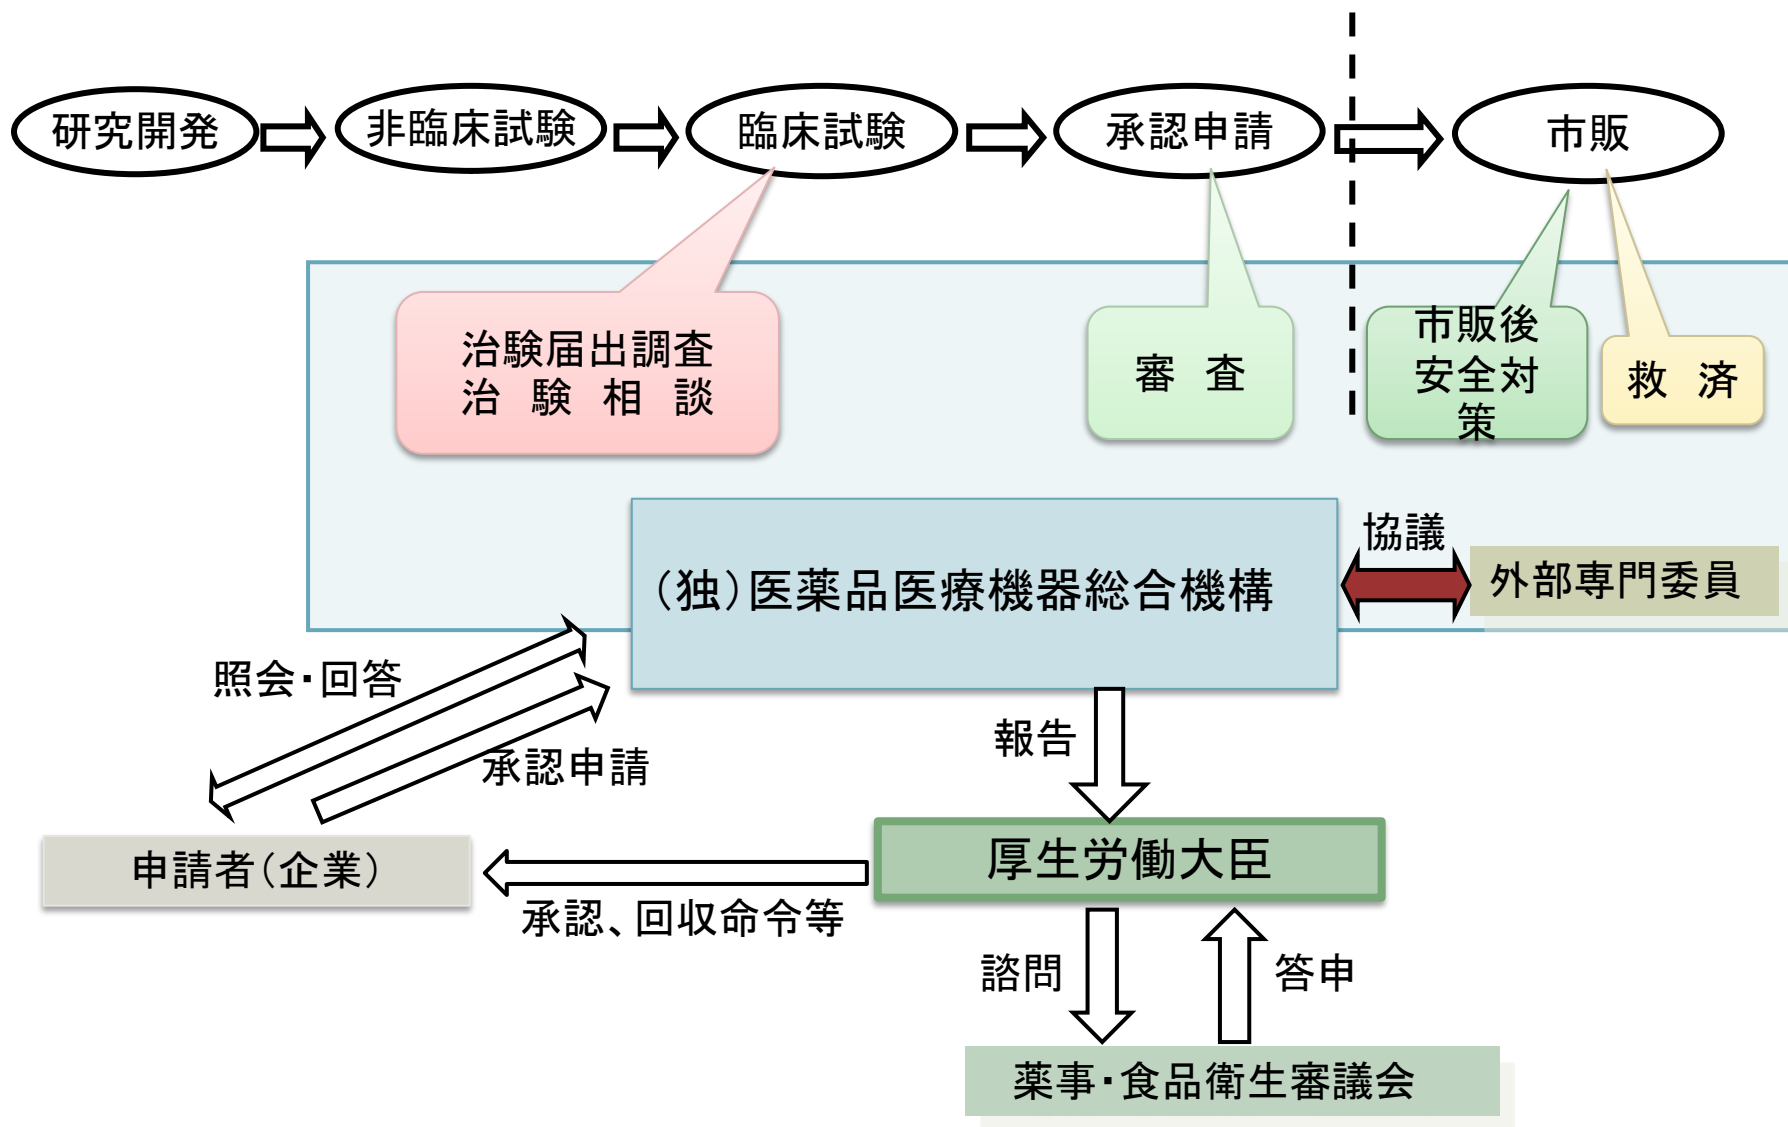 研究開発
非臨床試験
臨床試験
承認申請
市販
治験届出調査
治　験　相　談
審　査
市販後
安全対
策
救　済
（独）医薬品医療機器総合機構
協議
外部専門委員
照会・回答
承認申請
報告
申請者（企業）
厚生労働大臣
承認、回収命令等
諮問
答申
薬事・食品衛生審議会